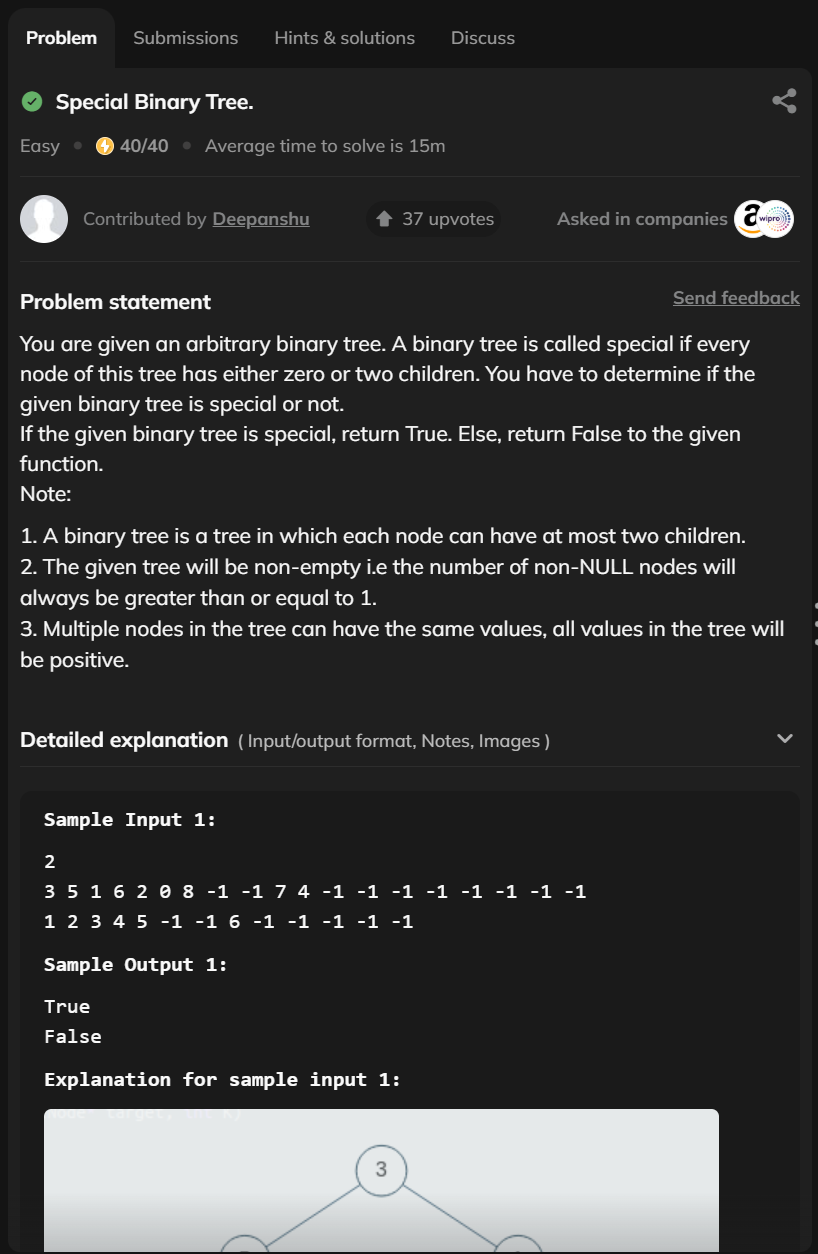 Problem
Submissions
Hints & solutions
Discuss
Special Binary Tree.
Easy
40/40
Average time to solve is 15m
Contributed by Deepanshu
37 upvotes
Asked in companies
a
wipro
Problem statement
Send feedback
You are given an arbitrary binary tree. A binary tree is called special if every
node of this tree has either zero or two children. You have to determine if the
given binary tree is special or not.
If the given binary tree is special, return True. Else, return False to the given
function.
Note:
1. A binary tree is a tree in which each node can have at most two children.
2. The given tree will be non-empty i.e the number of non-NULL nodes will
always be greater than or equal to 1.
3. Multiple nodes in the tree can have the same values, all values in the tree will
be positive.
Detailed explanation ( Input/output format, Notes, Images )
Sample Input 1:
2
3 5 1 6 2 0 8 -1 -1 7 4 -1 -1 -1 -1 -1 -1 -1 -1
1 2 3 4 5 -1 -1 6 -1 -1 -1 -1 -1
Sample Output 1:
True
False
Explanation for sample input 1:
3